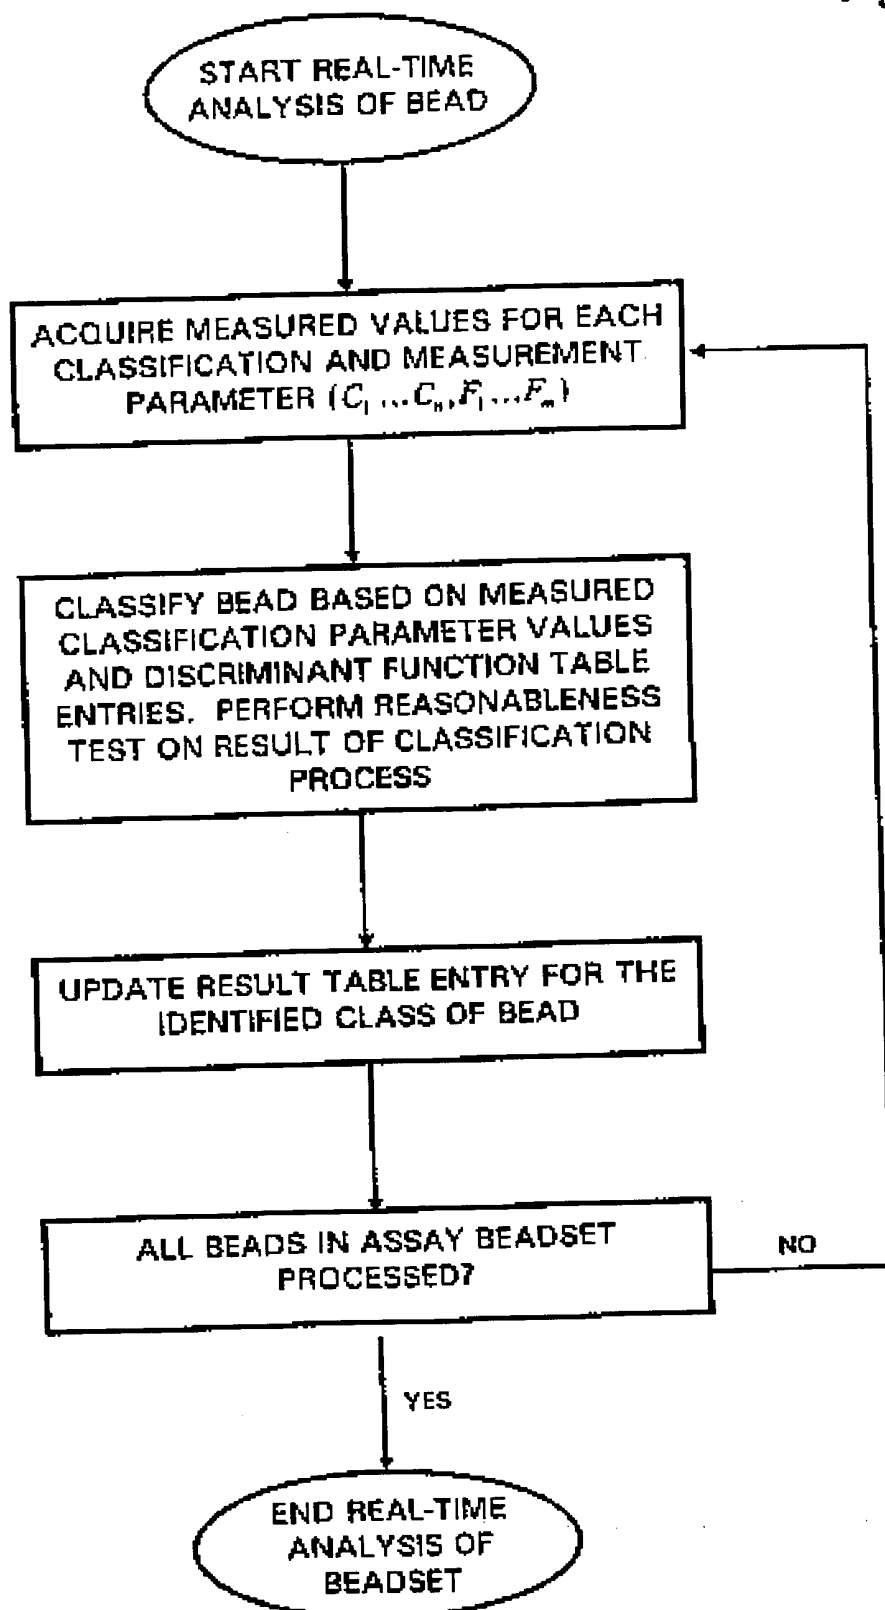 START REAL-TIME
ANALYSIS OF BEAD
ACQUIRE MEASURED VALUES FOR EACH
CLASSIFICATION AND MEASUREMENT
PARAMETER (C₁ ...Cₙ,F₁...Fₘ)
CLASSIFY BEAD BASED ON MEASURED
CLASSIFICATION PARAMETER VALUES
AND DISCRIMINANT FUNCTION TABLE
ENTRIES. PERFORM REASONABLENESS
TEST ON RESULT OF CLASSIFICATION
PROCESS
UPDATE RESULT TABLE ENTRY FOR THE
IDENTIFIED CLASS OF BEAD
ALL BEADS IN ASSAY BEADSET
PROCESSED?
NO
YES
END REAL-TIME
ANALYSIS OF
BEADSET